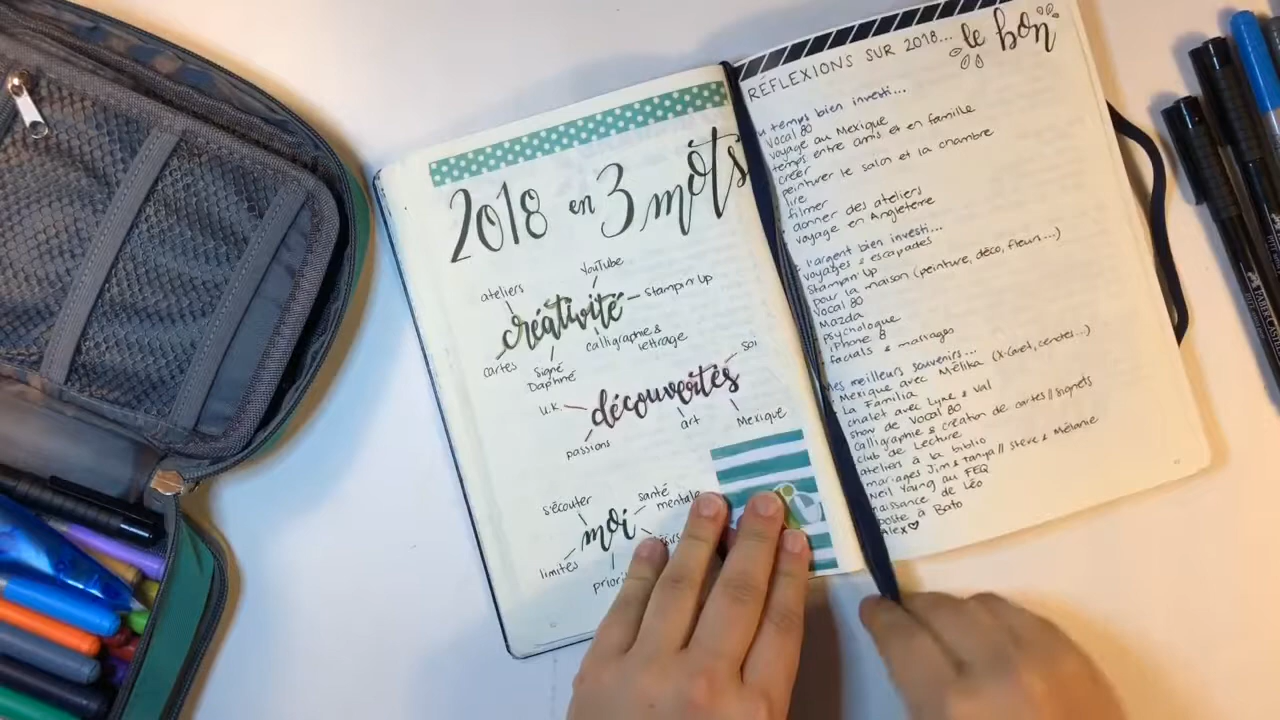 2018 en 3 mots
YouTube
ateliers
Stampin'Up
créativité
calligraphie &
lettrage
cartes
Signé
Daphné
soi
découvertes
U.K.
art
Mexique
passions
santé
mentale
s'écouter
moi
limites
RÉFLEXIONS SUR 2018... le bon
temps bien investi...
Vocal 80
voyage au Mexique
temps entre amis et en famille
créer
peinturer le salon et la chambre
lire
filmer
donner des ateliers
voyage en Angleterre
l'argent bien investi...
voyages & escapades
Stampin'Up
pour la maison (peinture, déco, fleurs...)
Vocal 80
Mazda
psychologue
iPhone 8
facials & massages
Mes meilleurs souvenirs...
Mexique avec Mélika (X-Caret, cenotes...)
La Familia
chalet avec Lyne & Val
show de Vocal 80
calligraphie & création de cartes // signets
club de Lecture
ateliers à la biblio
mariages Jim & Tanya // Steve & Mélanie
Neil Young au FEQ
naissance de Léo
poste à Bato
Alex♡
FABER-CASTELL